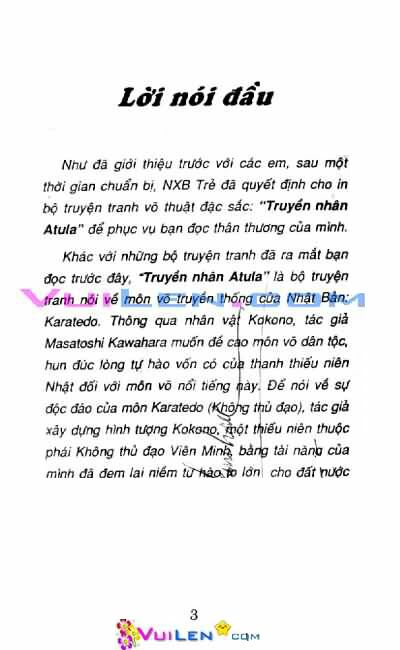 Lời nói đầu
Như đã giới thiệu trước với các em, sau một
thời gian chuẩn bị, NXB Trẻ đã quyết định cho in
bộ truyện tranh võ thuật đặc sắc: “Truyền nhân
Atula” để phục vụ bạn đọc thân thương của mình.
Khác với những bộ truyện tranh đã ra mắt bạn
đọc trước đây, “Truyền nhân Atula” là bộ truyện
tranh nói về môn võ truyền thống của Nhật Bản:
Karatedo. Thông qua nhân vật Kokono, tác giả
Masatoshi Kawahara muốn đề cao môn võ dân tộc,
hun đúc lòng tự hào vốn có của thanh thiếu niên
Nhật đối với môn võ nổi tiếng này. Để nói về sự
độc đáo của môn Karatedo (Không thủ đạo), tác giả
xây dựng hình tượng Kokono, một thiếu niên thuộc
phái Không thủ đạo Viên Minh, bằng tài năng của
mình đã đem lại niềm tự hào to lớn cho đất nước
3
VUILEN.COM
VUILEN.COM